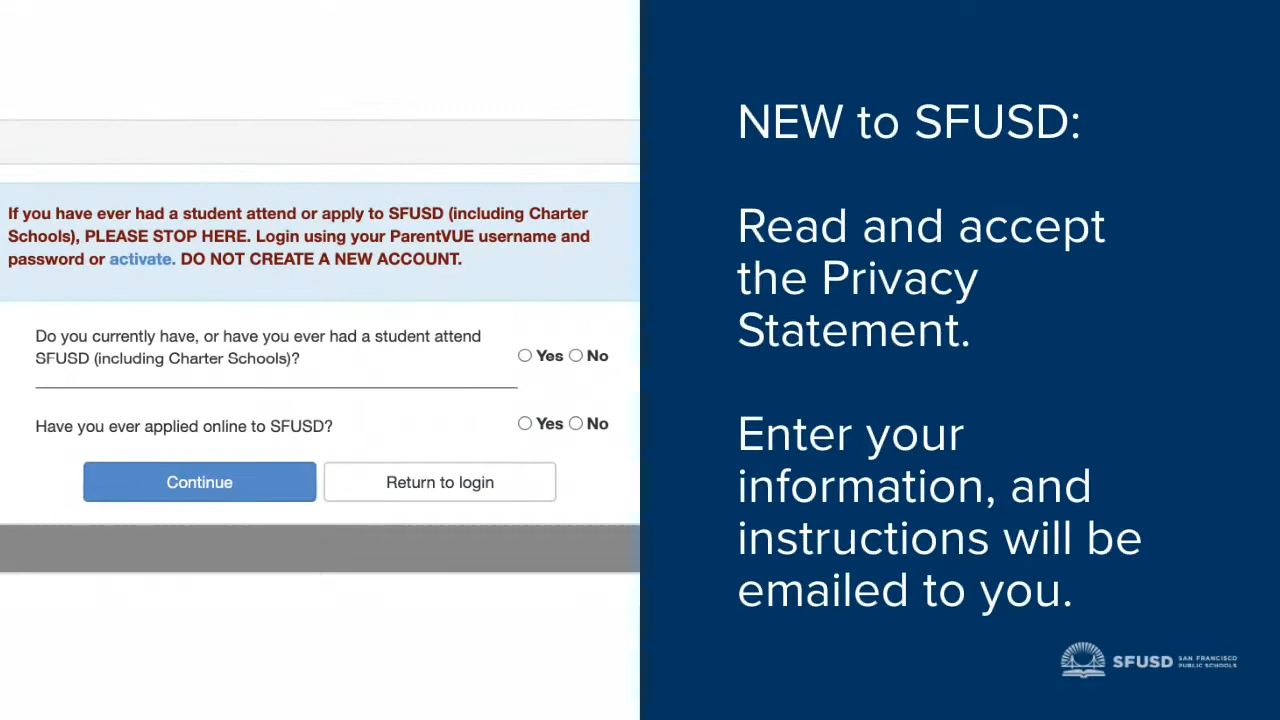 If you have ever had a student attend or apply to SFUSD (including Charter
Schools), PLEASE STOP HERE. Login using your ParentVUE username and
password or activate. DO NOT CREATE A NEW ACCOUNT.
Do you currently have, or have you ever had a student attend
SFUSD (including Charter Schools)?
Yes No
Have you ever applied online to SFUSD?
Yes No
Continue
Return to login
NEW to SFUSD:
Read and accept
the Privacy
Statement.
Enter your
information, and
instructions will be
emailed to you.
SFUSD
SAN FRANCISCO
PUBLIC SCHOOLS